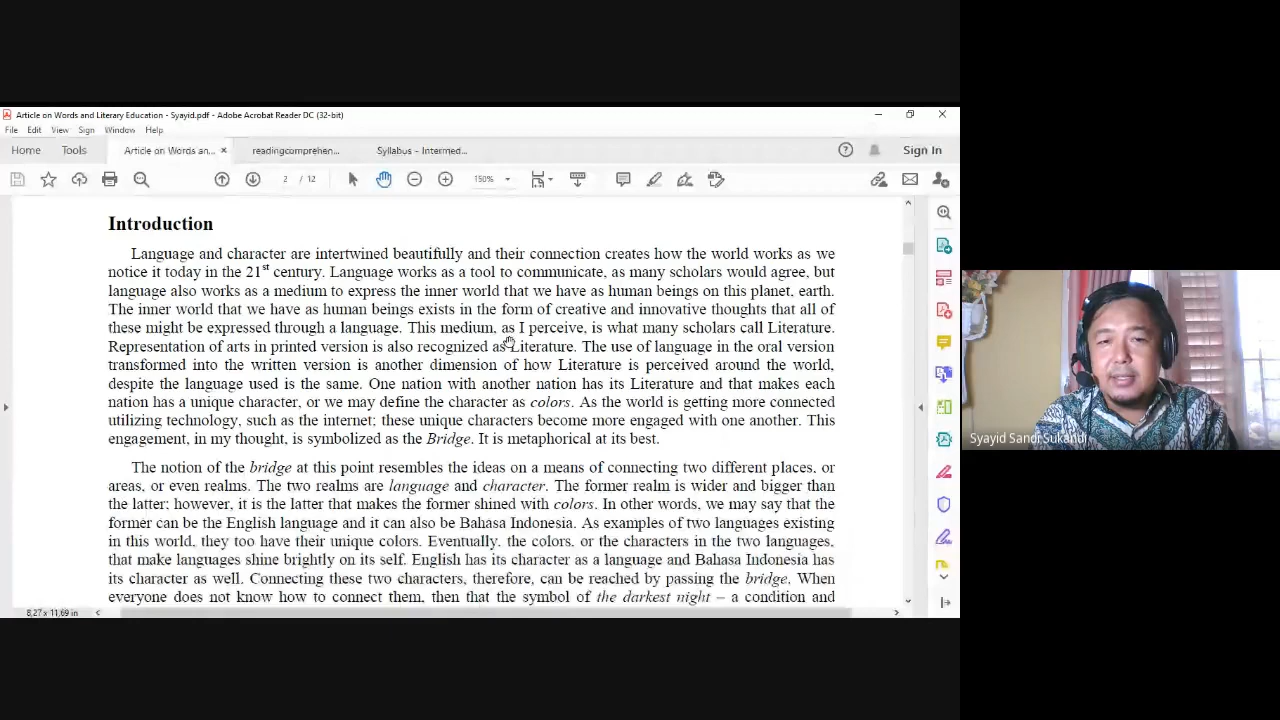 Article on Words and Literary Education - Syayid.pdf - Adobe Acrobat Reader DC (32-bit)
File Edit View Sign Window Help
Home Tools Article on Words an... × readingcomprehen... Syllabus - Intermed... Sign In
2 / 12 150%
Introduction
Language and character are intertwined beautifully and their connection creates how the world works as we
notice it today in the 21st century. Language works as a tool to communicate, as many scholars would agree, but
language also works as a medium to express the inner world that we have as human beings on this planet, earth.
The inner world that we have as human beings exists in the form of creative and innovative thoughts that all of
these might be expressed through a language. This medium, as I perceive, is what many scholars call Literature.
Representation of arts in printed version is also recognized as Literature. The use of language in the oral version
transformed into the written version is another dimension of how Literature is perceived around the world,
despite the language used is the same. One nation with another nation has its Literature and that makes each
nation has a unique character, or we may define the character as colors. As the world is getting more connected
utilizing technology, such as the internet; these unique characters become more engaged with one another. This
engagement, in my thought, is symbolized as the Bridge. It is metaphorical at its best.
The notion of the bridge at this point resembles the ideas on a means of connecting two different places, or
areas, or even realms. The two realms are language and character. The former realm is wider and bigger than
the latter; however, it is the latter that makes the former shined with colors. In other words, we may say that the
former can be the English language and it can also be Bahasa Indonesia. As examples of two languages existing
in this world, they too have their unique colors. Eventually, the colors, or the characters in the two languages,
that make languages shine brightly on its self. English has its character as a language and Bahasa Indonesia has
its character as well. Connecting these two characters, therefore, can be reached by passing the bridge. When
everyone does not know how to connect them, then that the symbol of the darkest night – a condition and
8,27 x 11,69 in
Syayid Sandi Sukandi